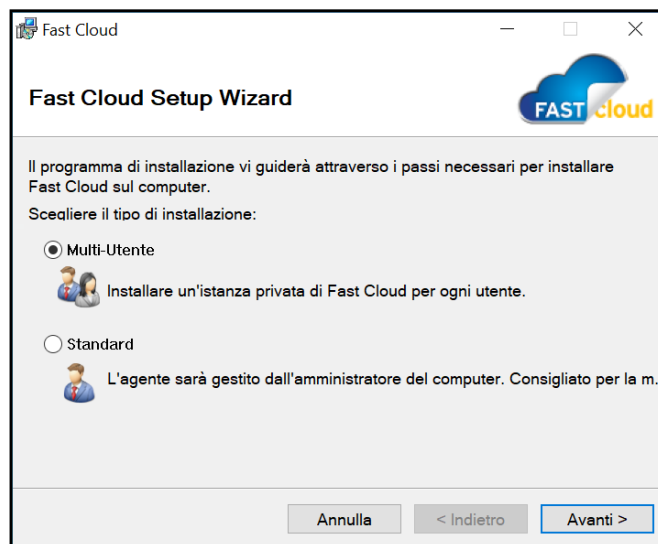 Fast Cloud
Fast Cloud Setup Wizard
FAST cloud
Il programma di installazione vi guiderà attraverso i passi necessari per installare
Fast Cloud sul computer.
Scegliere il tipo di installazione:
Multi-Utente
Installare un'istanza privata di Fast Cloud per ogni utente.
Standard
L'agente sarà gestito dall'amministratore del computer. Consigliato per la m.
Annulla
< Indietro
Avanti >